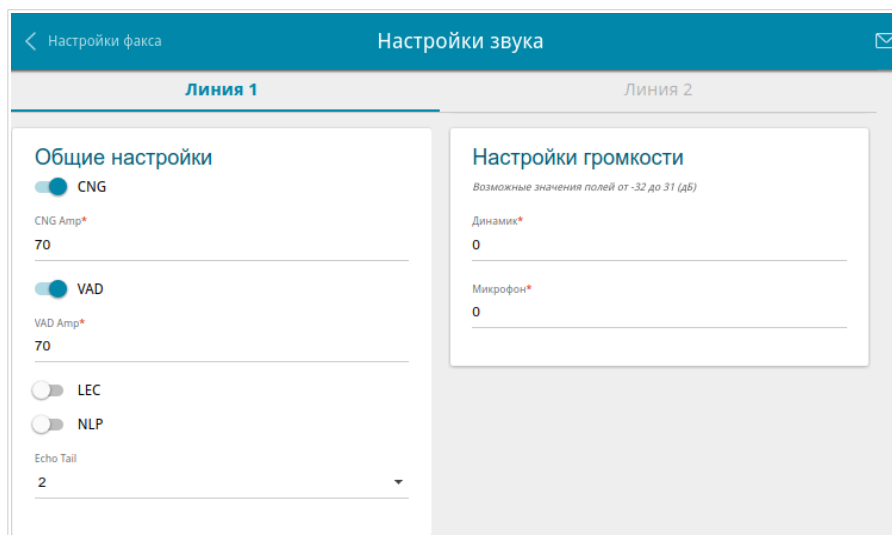 Настройки факса
Настройки звука
Линия 1
Линия 2
Общие настройки
CNG
CNG Amp*
70
VAD
VAD Amp*
70
LEC
NLP
Echo Tail
2
Настройки громкости
Возможные значения полей от -32 до 31 (дБ)
Динамик*
0
Микрофон*
0